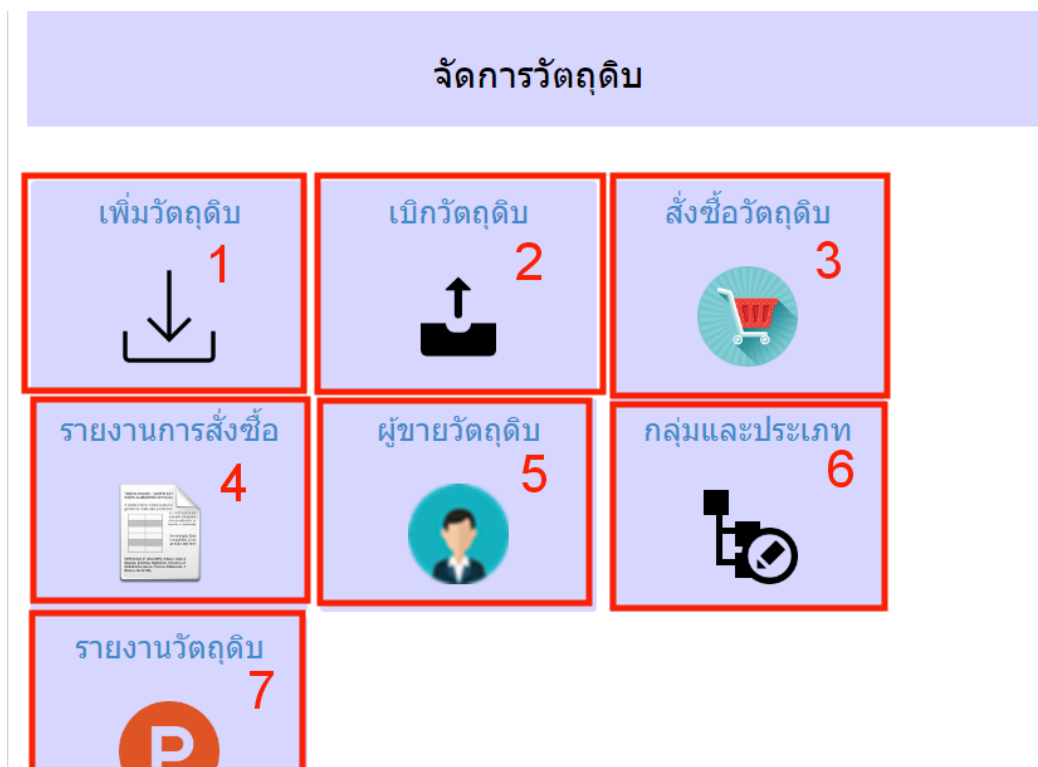 จัดการวัตถุดิบ
เพิ่มวัตถุดิบ
1
เบิกวัตถุดิบ
2
สั่งซื้อวัตถุดิบ
3
รายงานการสั่งซื้อ
4
ผู้ขายวัตถุดิบ
5
กลุ่มและประเภท
6
รายงานวัตถุดิบ
7
P